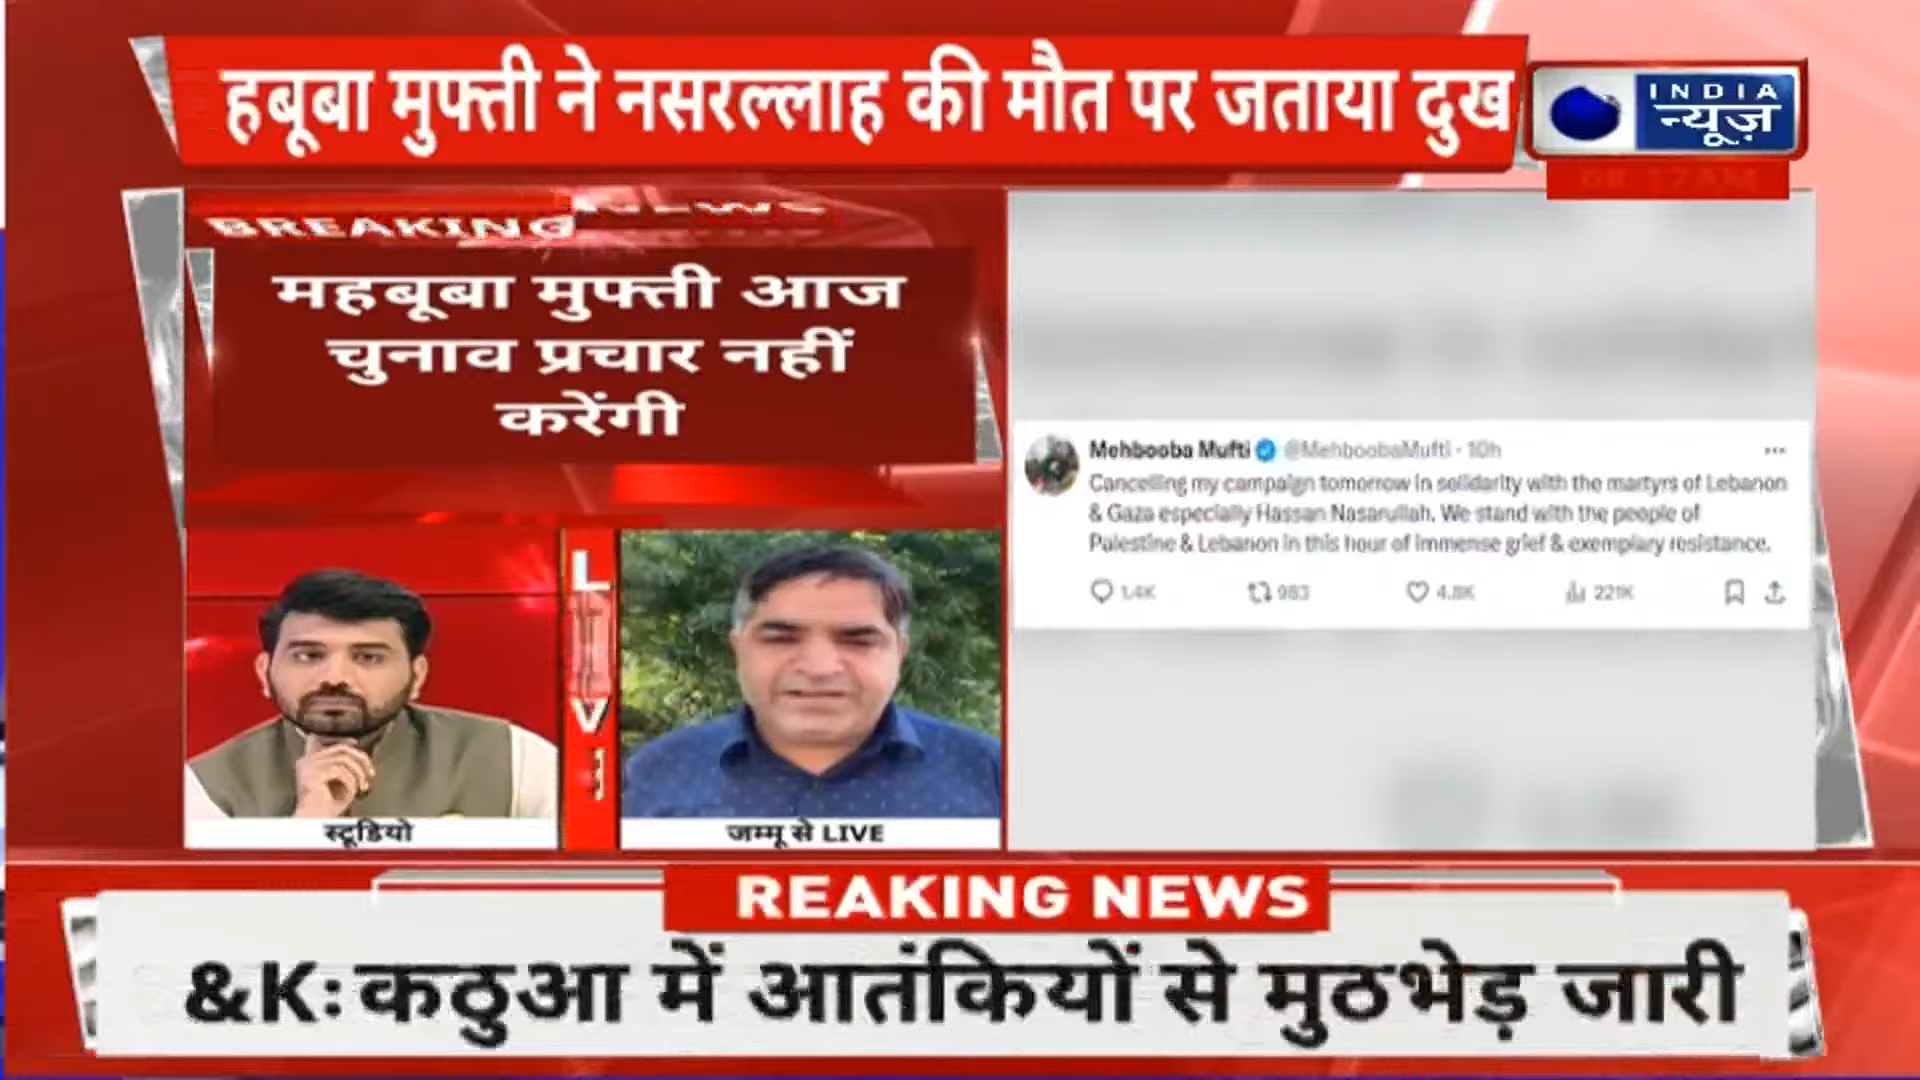 हबूबा मुफ्ती ने नसरल्लाह की मौत पर जताया दुख
INDIA
न्यूज़
BREAKING NEWS
महबूबा मुफ्ती आज
चुनाव प्रचार नहीं
करेंगी
Mehbooba Mufti @MehboobaMufti · 10h
Cancelling my campaign tomorrow in solidarity with the martyrs of Lebanon
& Gaza especially Hassan Nasarullah. We stand with the people of
Palestine & Lebanon in this hour of immense grief & exemplary resistance.
1.4K 983 4.8K 221K
स्टूडियो
जम्मू से LIVE
REAKING NEWS
&K: कठुआ में आतंकियों से मुठभेड़ जारी